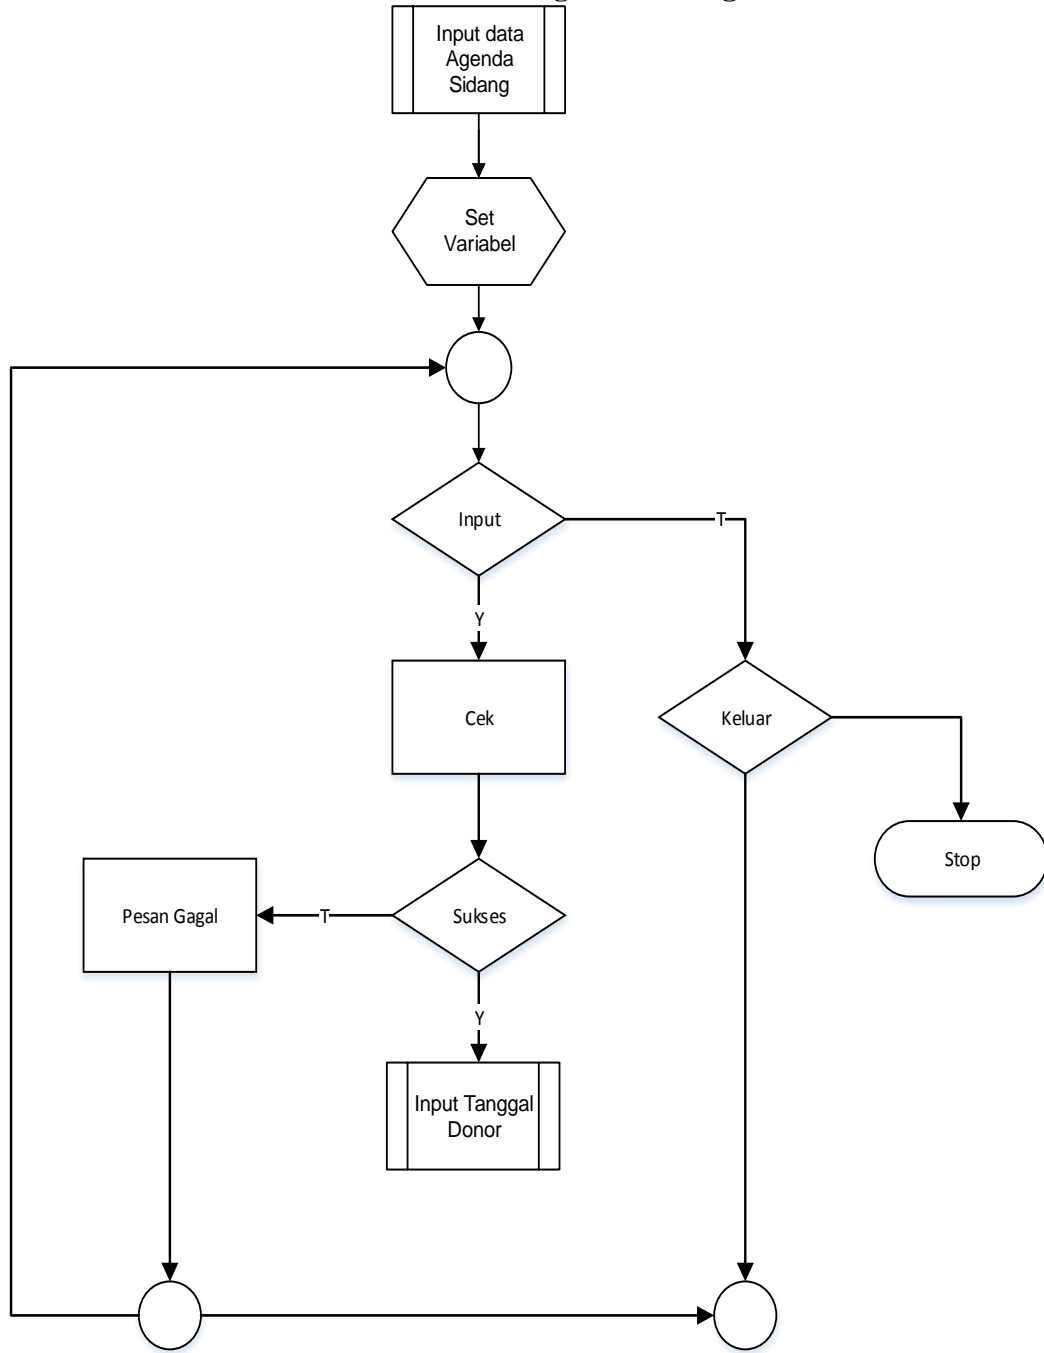 Input data
Agenda
Sidang
Set
Variabel
Input
T
Y
Cek
Keluar
Stop
Pesan Gagal
T
Sukses
Y
Input Tanggal
Donor